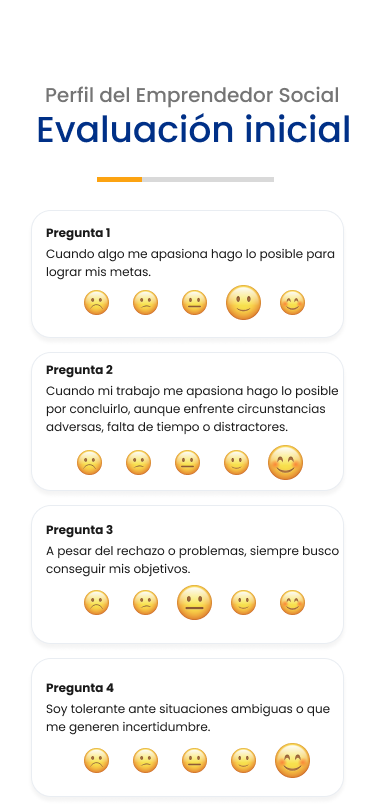 Perfil del Emprendedor Social
Evaluación inicial
Pregunta 1
Cuando algo me apasiona hago lo posible para
lograr mis metas.
Pregunta 2
Cuando mi trabajo me apasiona hago lo posible
por concluirlo, aunque enfrente circunstancias
adversas, falta de tiempo o distractores.
Pregunta 3
A pesar del rechazo o problemas, siempre busco
conseguir mis objetivos.
Pregunta 4
Soy tolerante ante situaciones ambiguas o que
me generen incertidumbre.